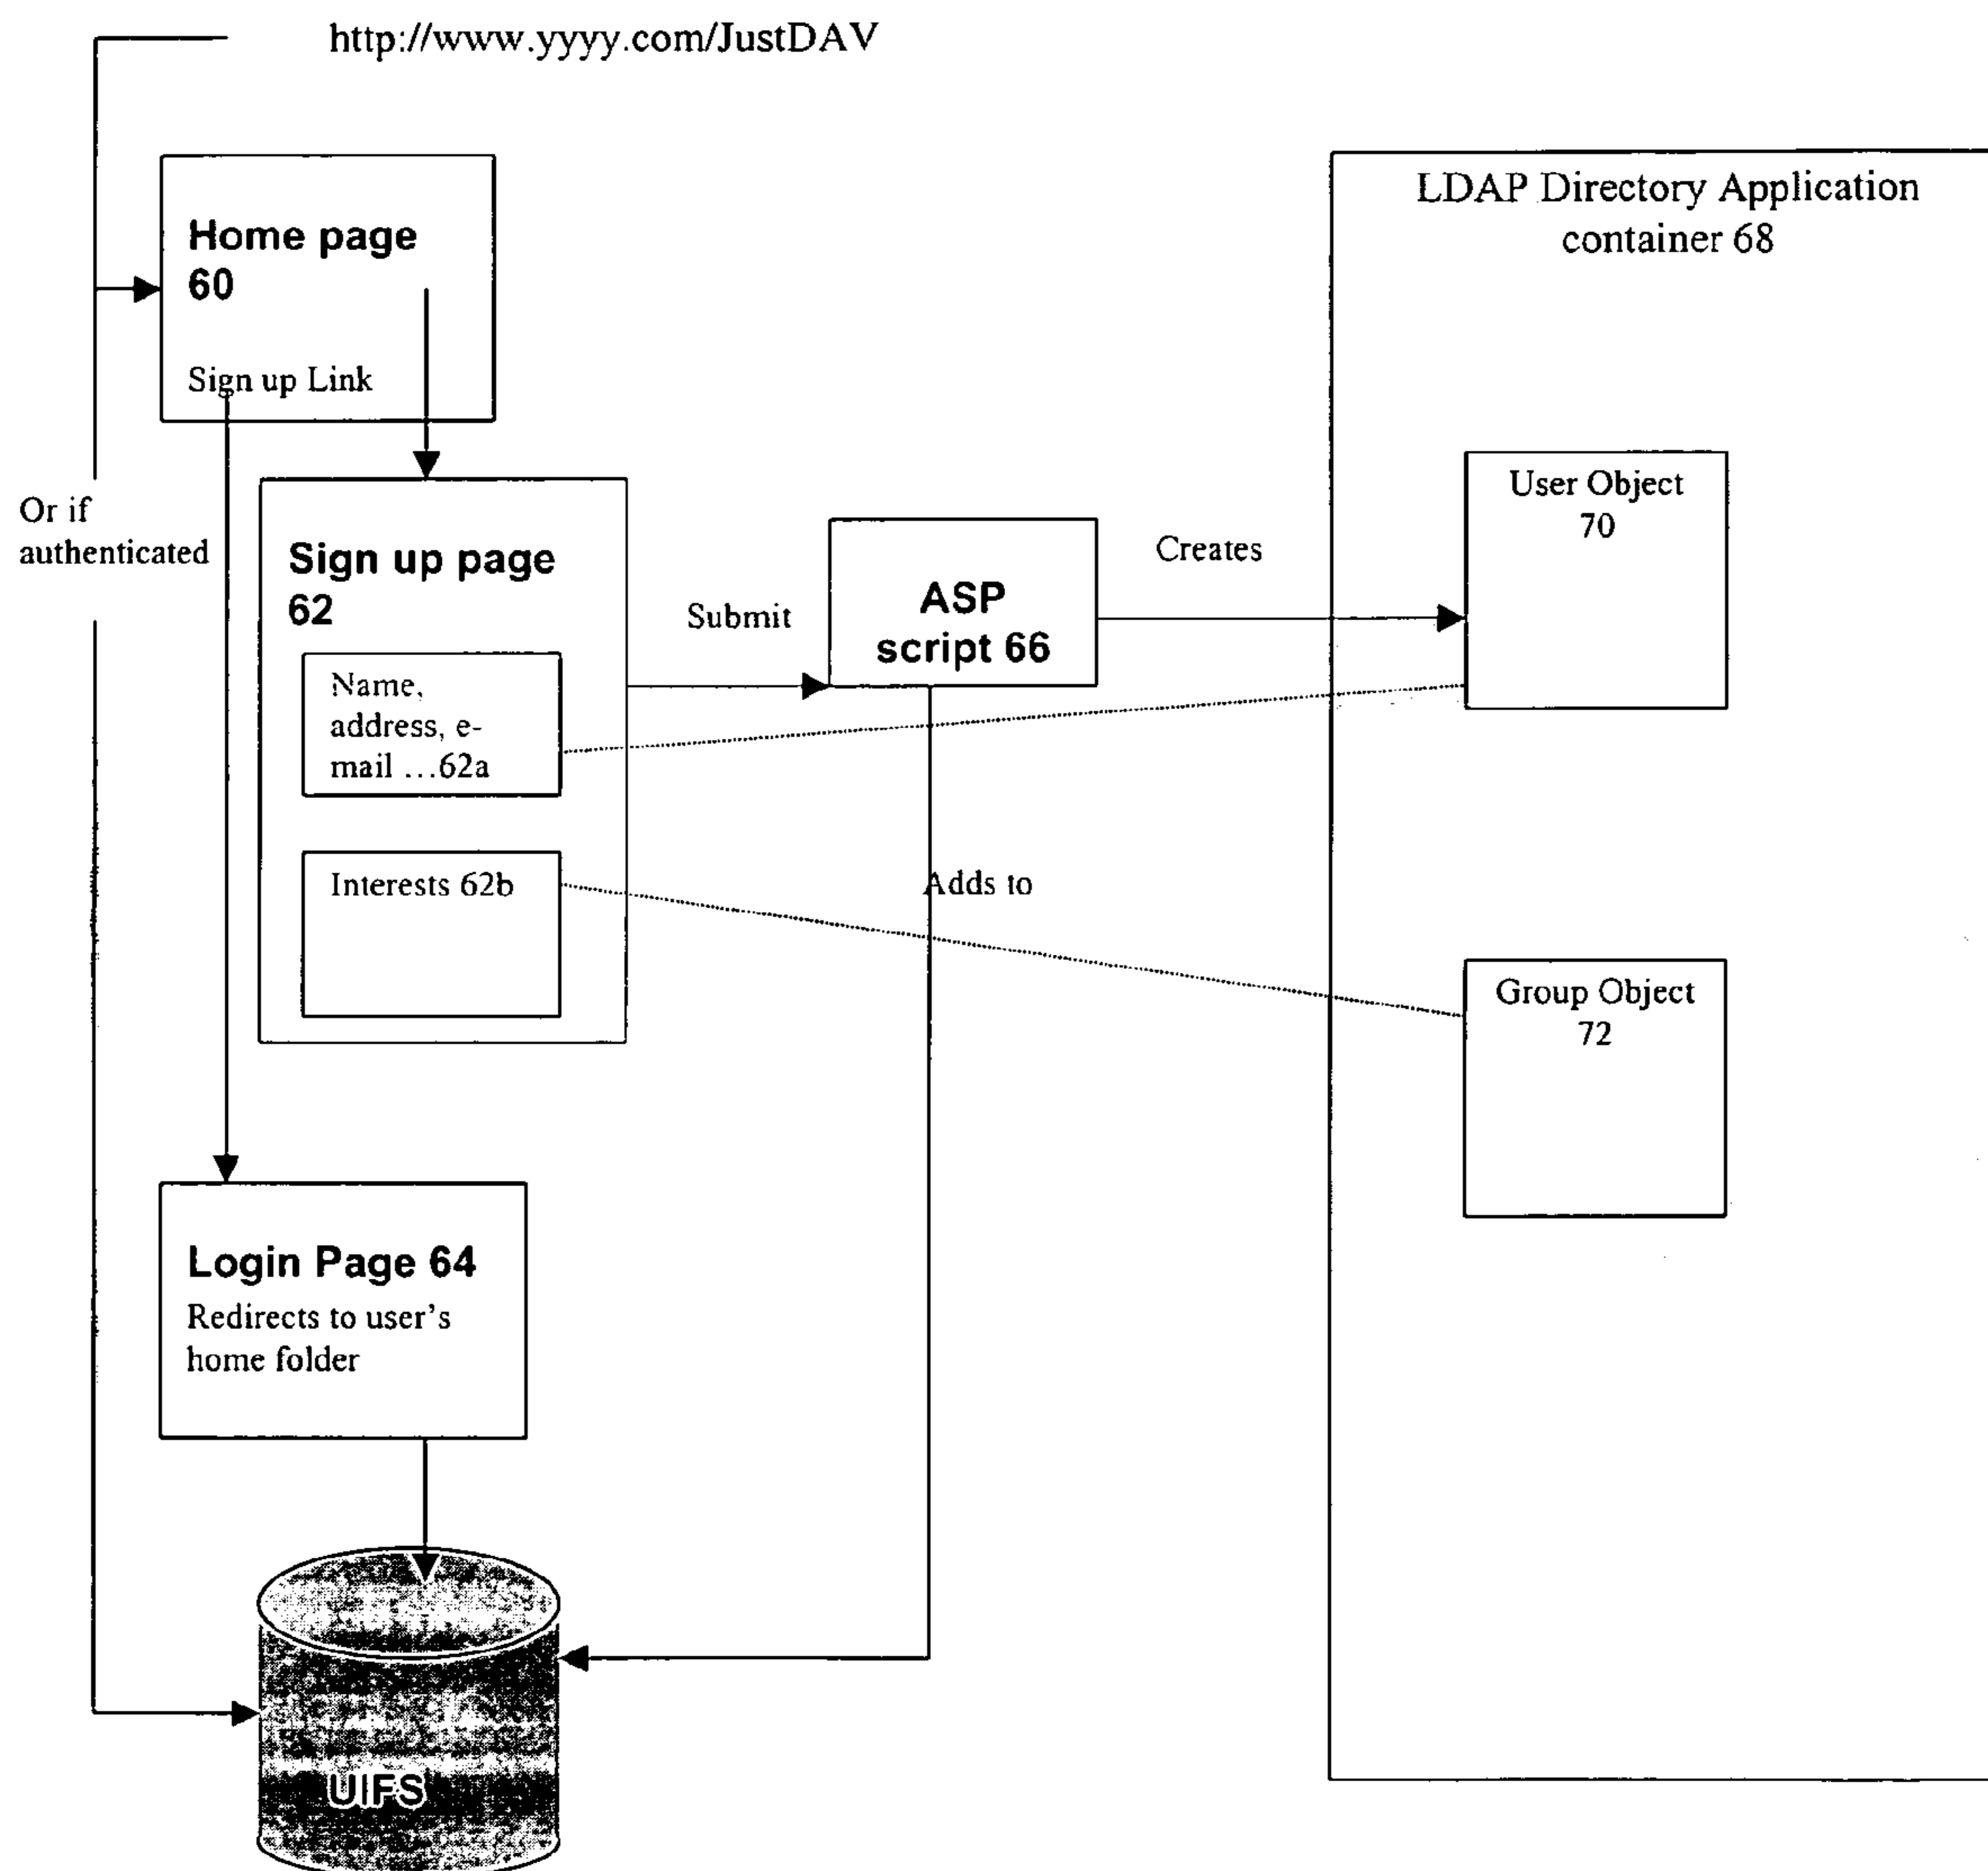 http://www.yyyy.com/JustDAV
LDAP Directory Application
container 68
Home page
60
Sign up Link
Or if
authenticated
User Object
70
Sign up page
62
Submit
ASP
script 66
Creates
Name,
address, e-
mail ...62a
Interests 62b
Adds to
Group Object
72
Login Page 64
Redirects to user's
home folder
UIFS